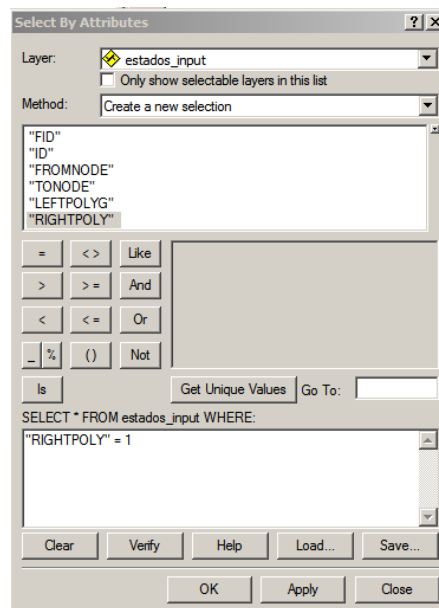 Select By Attributes
Layer: estados_input
Only show selectable layers in this list
Method: Create a new selection
"FID"
"ID"
"FROMNODE"
"TONODE"
"LEFTPOLYG"
"RIGHTPOLY"
= < > Like
> > = And
< < = Or
_ % ( ) Not
Is Get Unique Values Go To:
SELECT * FROM estados_input WHERE:
"RIGHTPOLY" = 1
Clear Verify Help Load... Save...
OK Apply Close